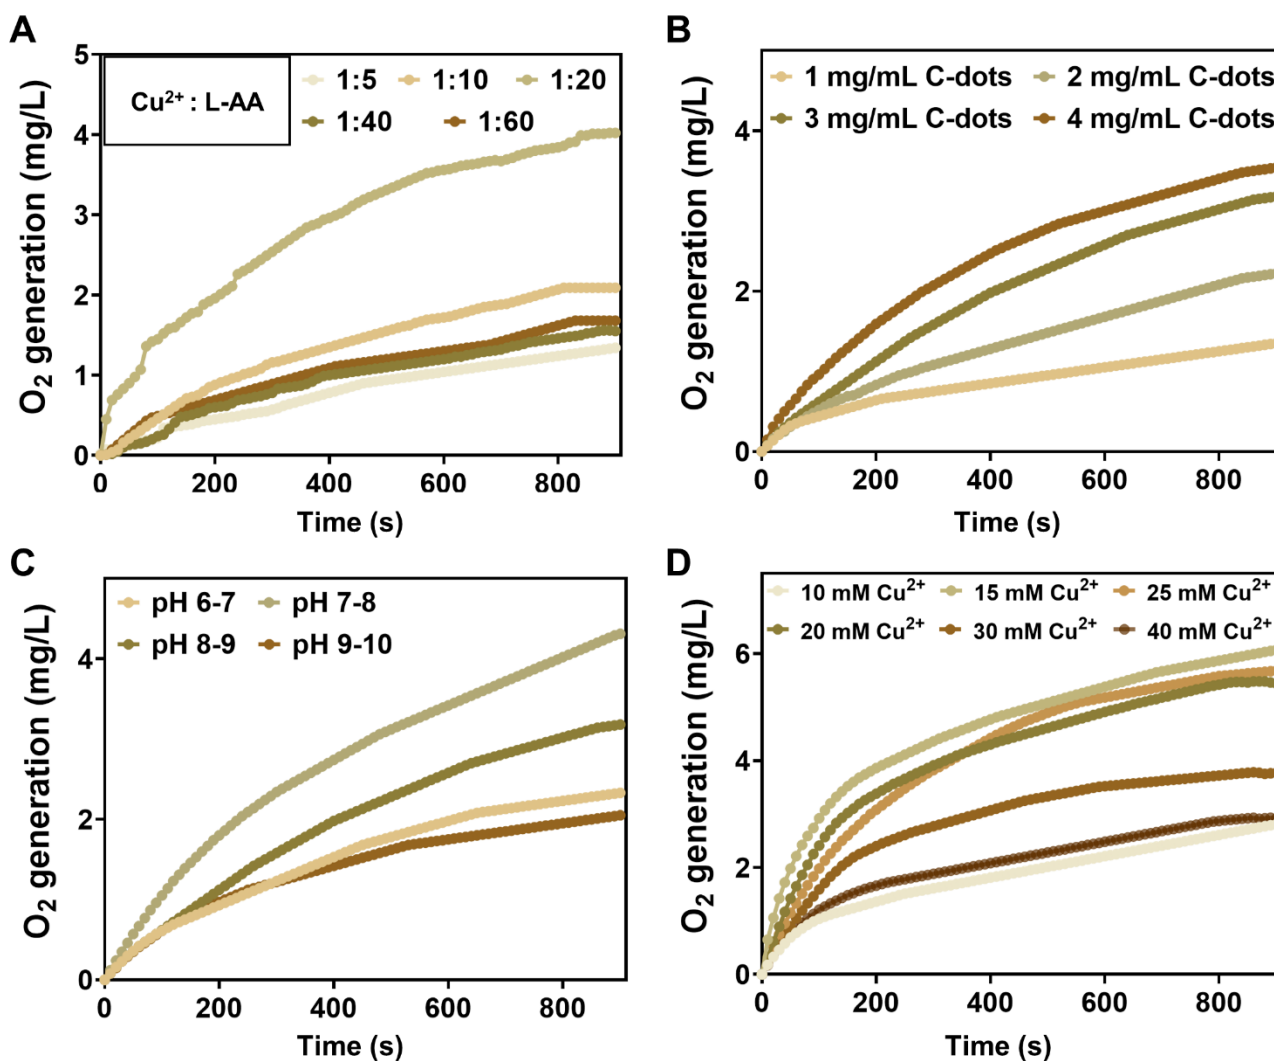 A
O₂ generation (mg/L)
5
4
3
2
1
0
Cu²⁺ : L-AA
1:5 1:10 1:20
1:40 1:60
0 200 400 600 800
Time (s)
B
O₂ generation (mg/L)
4
2
0
1 mg/mL C-dots 2 mg/mL C-dots
3 mg/mL C-dots 4 mg/mL C-dots
0 200 400 600 800
Time (s)
C
O₂ generation (mg/L)
4
2
0
pH 6-7 pH 7-8
pH 8-9 pH 9-10
0 200 400 600 800
Time (s)
D
O₂ generation (mg/L)
6
4
2
0
10 mM Cu²⁺ 15 mM Cu²⁺ 25 mM Cu²⁺
20 mM Cu²⁺ 30 mM Cu²⁺ 40 mM Cu²⁺
0 200 400 600 800
Time (s)